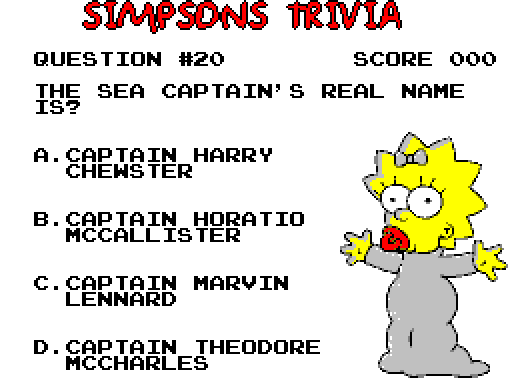 SIMPSONS TRIVIA
QUESTION #20 SCORE 000
THE SEA CAPTAIN'S REAL NAME
IS?
A.CAPTAIN HARRY
CHEWSTER
B.CAPTAIN HORATIO
MCCALLISTER
C.CAPTAIN MARVIN
LENNARD
D.CAPTAIN THEODORE
MCCHARLES